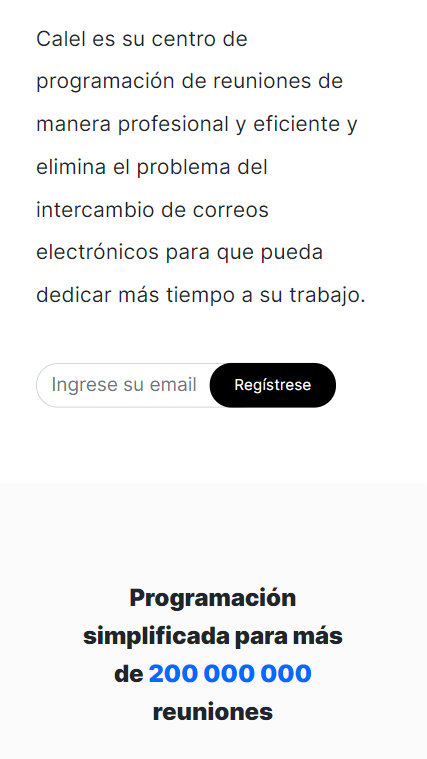 Calel es su centro de
programación de reuniones de
manera profesional y eficiente y
elimina el problema del
intercambio de correos
electrónicos para que pueda
dedicar más tiempo a su trabajo.
Ingrese su email Regístrese
Programación
simplificada para más
de 200 000 000
reuniones